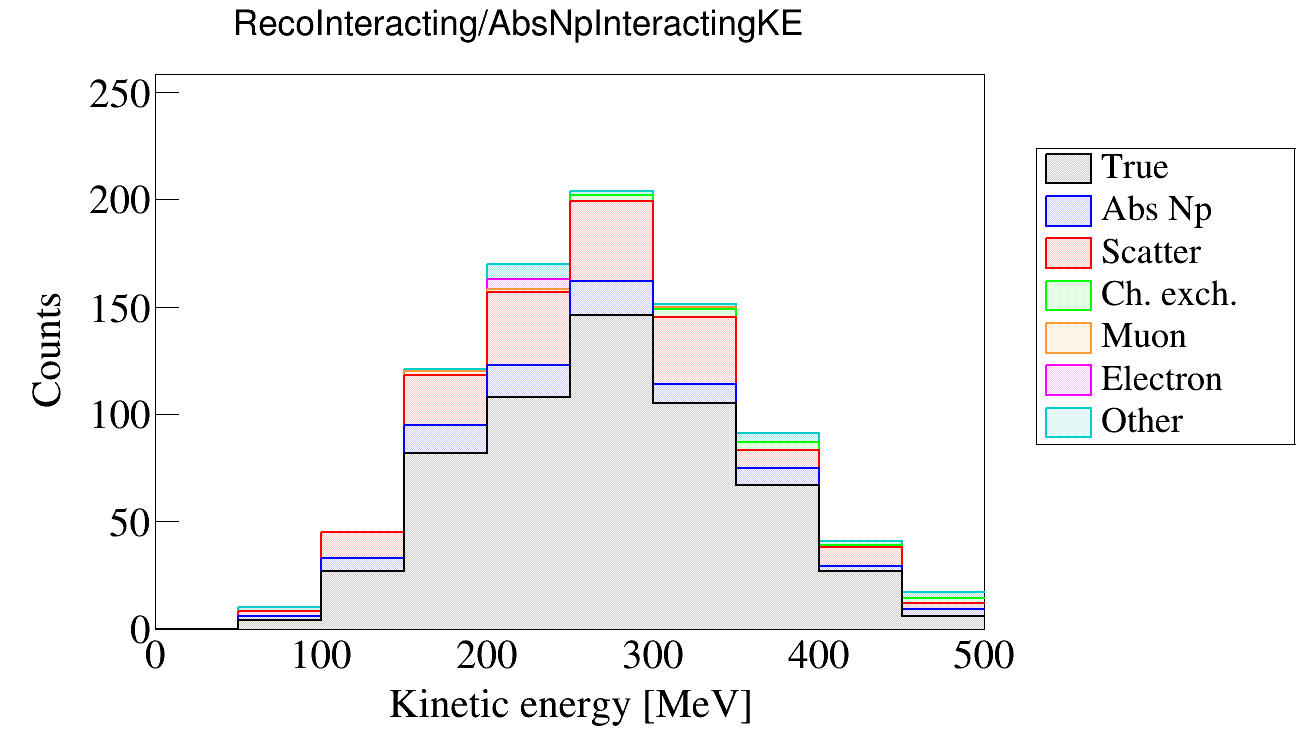 RecoInteracting/AbsNpInteractingKE
250
200
150
100
50
0
Counts
0 100 200 300 400 500
Kinetic energy [MeV]
True
Abs Np
Scatter
Ch. exch.
Muon
Electron
Other